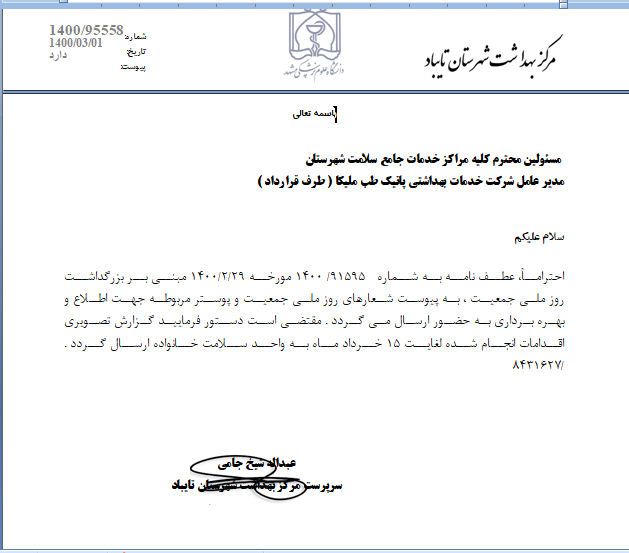 مرکز بهداشت شهرستان تایباد
دانشگاه علوم پزشکی مشهد
شماره: 1400/95558
تاریخ: 1400/03/01
پیوست: دارد
باسمه تعالی
مسئولین محترم کلیه مراکز خدمات جامع سلامت شهرستان
مدیر عامل شرکت خدمات بهداشتی پانیک طب ملیکا ( طرف قرارداد )
سلام علیکم
احتراماً، عطف نامه به شماره ۹۱۵۹۵/ ۱۴۰۰ مورخه ۱۴۰۰/۲/۲۹ مبنی بر بزرگداشت
روز ملی جمعیت ، به پیوست شعارهای روز ملی جمعیت و پوستر مربوطه جهت اطلاع و
بهره برداری به حضور ارسال می گردد . مقتضی است دستور فرمایید گزارش تصویری
اقدامات انجام شده لغایت ۱۵ خرداد ماه به واحد سلامت خانواده ارسال گردد .
/۸۴۳۱۶۲۷
عبداله شیخ جامی
سرپرست مرکز بهداشت شهرستان تایباد